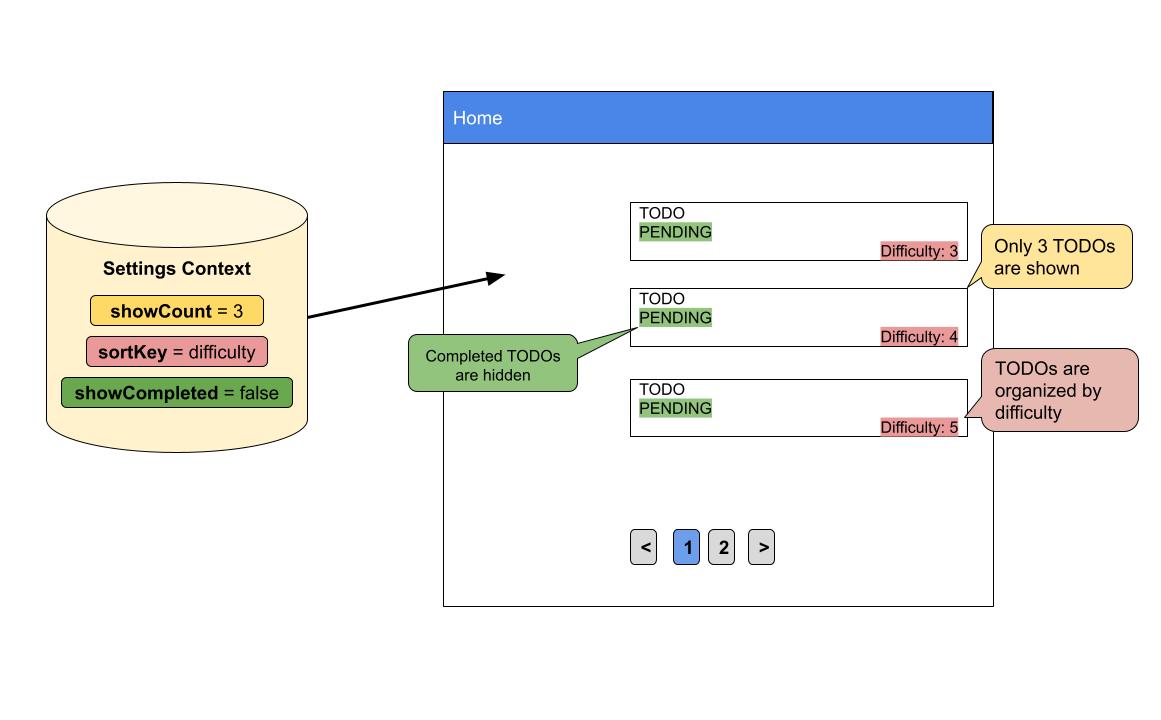 Home
Settings Context
showCount = 3
sortKey = difficulty
showCompleted = false
TODO
PENDING
Difficulty: 3
Only 3 TODOs
are shown
TODO
PENDING
Difficulty: 4
Completed TODOs
are hidden
TODO
PENDING
Difficulty: 5
TODOs are
organized by
difficulty
< 1 2 >